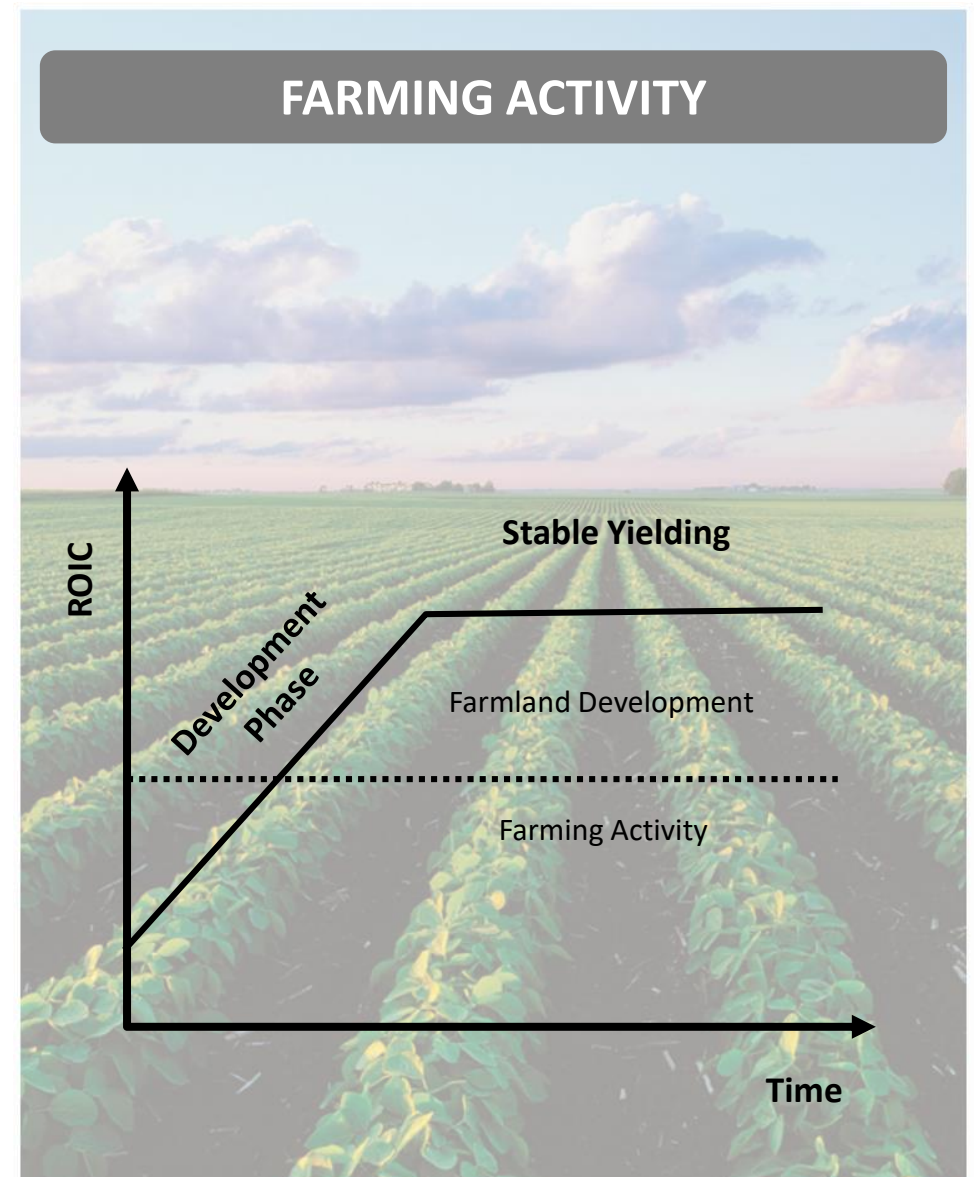 FARMING ACTIVITY
Stable Yielding
ROIC
Development
Phase
Farmland Development
Farming Activity
Time